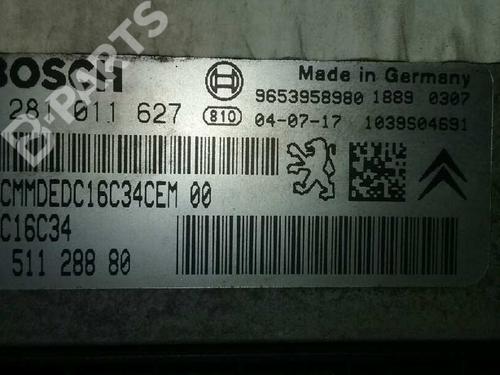 BOSCH
Made in Germany
9653958980 1889 0307
281 011 627
810
04-07-17 1039S04691
CMMDEDC16C34CEM 00
C16C34
511 288 80
B-PARTS